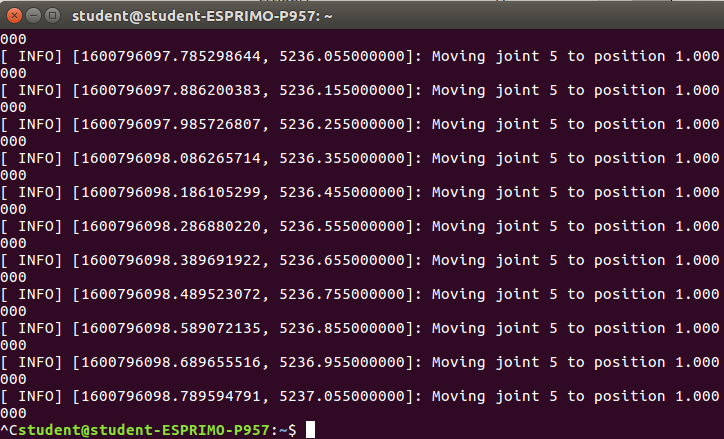 student@student-ESPRIMO-P957: ~
000
[ INFO] [1600796097.785298644, 5236.055000000]: Moving joint 5 to position 1.000
000
[ INFO] [1600796097.886200383, 5236.155000000]: Moving joint 5 to position 1.000
000
[ INFO] [1600796097.985726807, 5236.255000000]: Moving joint 5 to position 1.000
000
[ INFO] [1600796098.086265714, 5236.355000000]: Moving joint 5 to position 1.000
000
[ INFO] [1600796098.186105299, 5236.455000000]: Moving joint 5 to position 1.000
000
[ INFO] [1600796098.286880220, 5236.555000000]: Moving joint 5 to position 1.000
000
[ INFO] [1600796098.389691922, 5236.655000000]: Moving joint 5 to position 1.000
000
[ INFO] [1600796098.489523072, 5236.755000000]: Moving joint 5 to position 1.000
000
[ INFO] [1600796098.589072135, 5236.855000000]: Moving joint 5 to position 1.000
000
[ INFO] [1600796098.689655516, 5236.955000000]: Moving joint 5 to position 1.000
000
[ INFO] [1600796098.789594791, 5237.055000000]: Moving joint 5 to position 1.000
000
^Cstudent@student-ESPRIMO-P957:~$